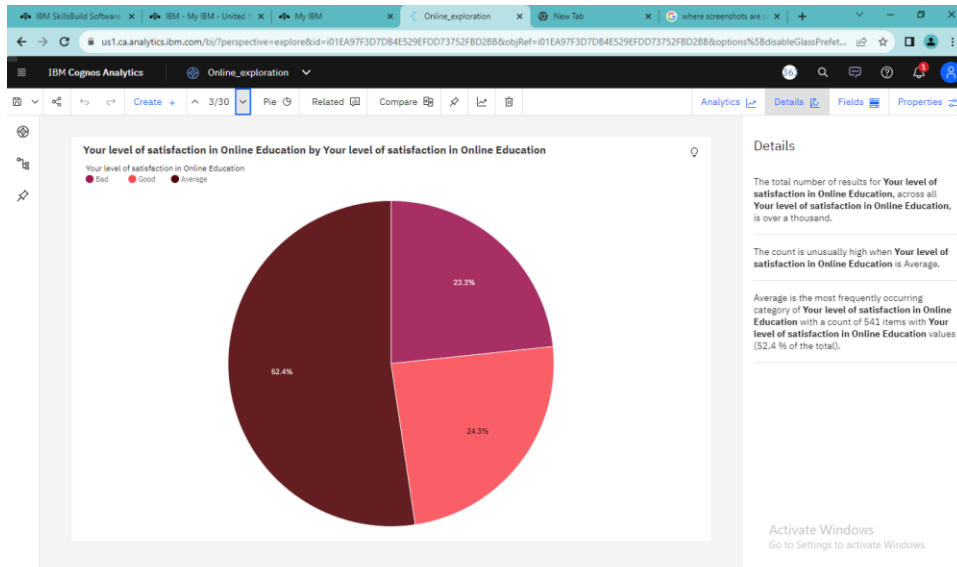 IBM SkillsBuild Software
IBM - My IBM - United S
My IBM
Online_exploration
New Tab
where screenshots are s
us1.ca.analytics.ibm.com/bi/?perspective=explore&id=i01EA97F3D7DB4E529EFDD73752FBD2BB&objRef=i01EA97F3D7DB4E529EFDD73752FBD2BB&options%5BdisableGlassPrefet...
IBM Cognos Analytics
Online_exploration
Create +
3/30
Pie
Related
Compare
Analytics
Details
Fields
Properties
Your level of satisfaction in Online Education by Your level of satisfaction in Online Education
Your level of satisfaction in Online Education
Bad Good Average
23.3%
52.4%
24.3%
Details
The total number of results for Your level of
satisfaction in Online Education, across all
Your level of satisfaction in Online Education,
is over a thousand.
The count is unusually high when Your level of
satisfaction in Online Education is Average.
Average is the most frequently occurring
category of Your level of satisfaction in Online
Education with a count of 541 items with Your
level of satisfaction in Online Education values
(52.4 % of the total).
Activate Windows
Go to Settings to activate Windows.